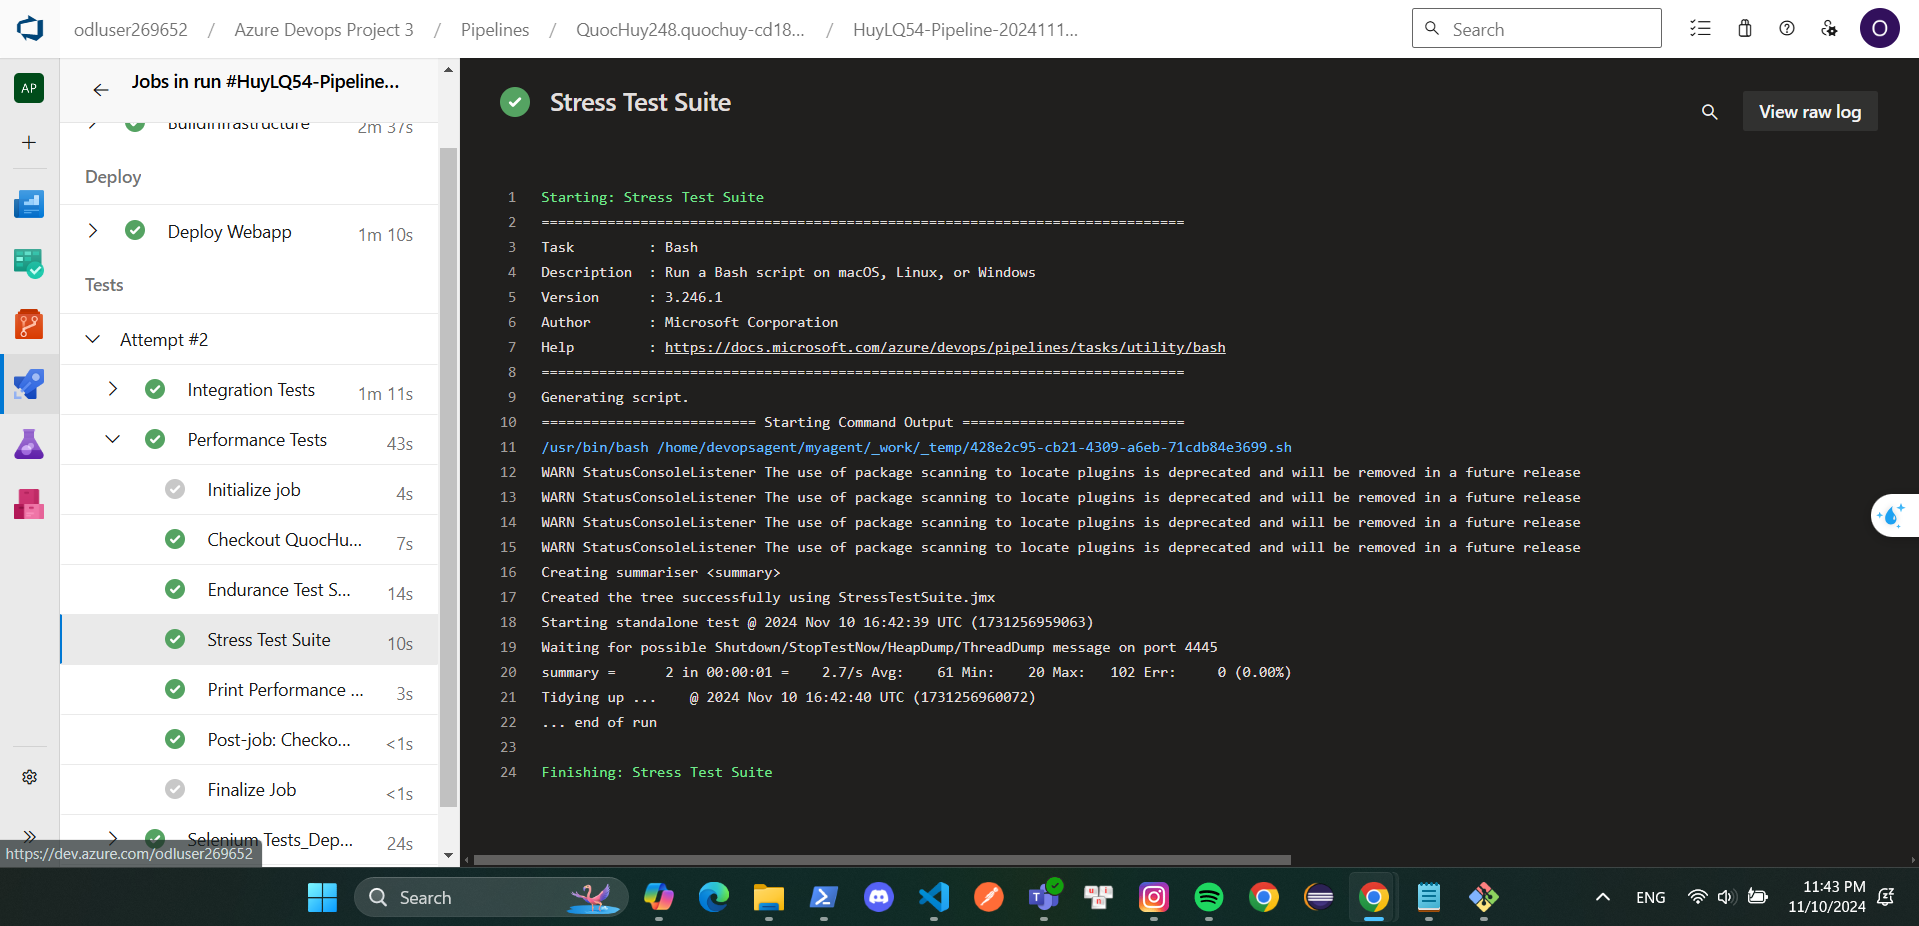 odluser269652 / Azure Devops Project 3 / Pipelines / QuocHuy248.quochuy-cd18... / HuyLQ54-Pipeline-2024111...
Search
O
AP
Jobs in run #HuyLQ54-Pipeline...
BuildInfrastructure 2m 37s
Deploy
Deploy Webapp 1m 10s
Tests
Attempt #2
Integration Tests 1m 11s
Performance Tests 43s
Initialize job 4s
Checkout QuocHu... 7s
Endurance Test S... 14s
Stress Test Suite 10s
Print Performance ... 3s
Post-job: Checko... <1s
Finalize Job <1s
Selenium Tests_Dep... 24s
https://dev.azure.com/odluser269652
Stress Test Suite
View raw log
1 Starting: Stress Test Suite
2 ==============================================================================
3 Task : Bash
4 Description : Run a Bash script on macOS, Linux, or Windows
5 Version : 3.246.1
6 Author : Microsoft Corporation
7 Help : https://docs.microsoft.com/azure/devops/pipelines/tasks/utility/bash
8 ==============================================================================
9 Generating script.
10 ========================== Starting Command Output ===========================
11 /usr/bin/bash /home/devopsagent/myagent/_work/_temp/428e2c95-cb21-4309-a6eb-71cdb84e3699.sh
12 WARN StatusConsoleListener The use of package scanning to locate plugins is deprecated and will be removed in a future release
13 WARN StatusConsoleListener The use of package scanning to locate plugins is deprecated and will be removed in a future release
14 WARN StatusConsoleListener The use of package scanning to locate plugins is deprecated and will be removed in a future release
15 WARN StatusConsoleListener The use of package scanning to locate plugins is deprecated and will be removed in a future release
16 Creating summariser <summary>
17 Created the tree successfully using StressTestSuite.jmx
18 Starting standalone test @ 2024 Nov 10 16:42:39 UTC (1731256959063)
19 Waiting for possible Shutdown/StopTestNow/HeapDump/ThreadDump message on port 4445
20 summary = 2 in 00:00:01 = 2.7/s Avg: 61 Min: 20 Max: 102 Err: 0 (0.00%)
21 Tidying up ... @ 2024 Nov 10 16:42:40 UTC (1731256960072)
22 ... end of run
23
24 Finishing: Stress Test Suite
Search
ENG
11:43 PM
11/10/2024